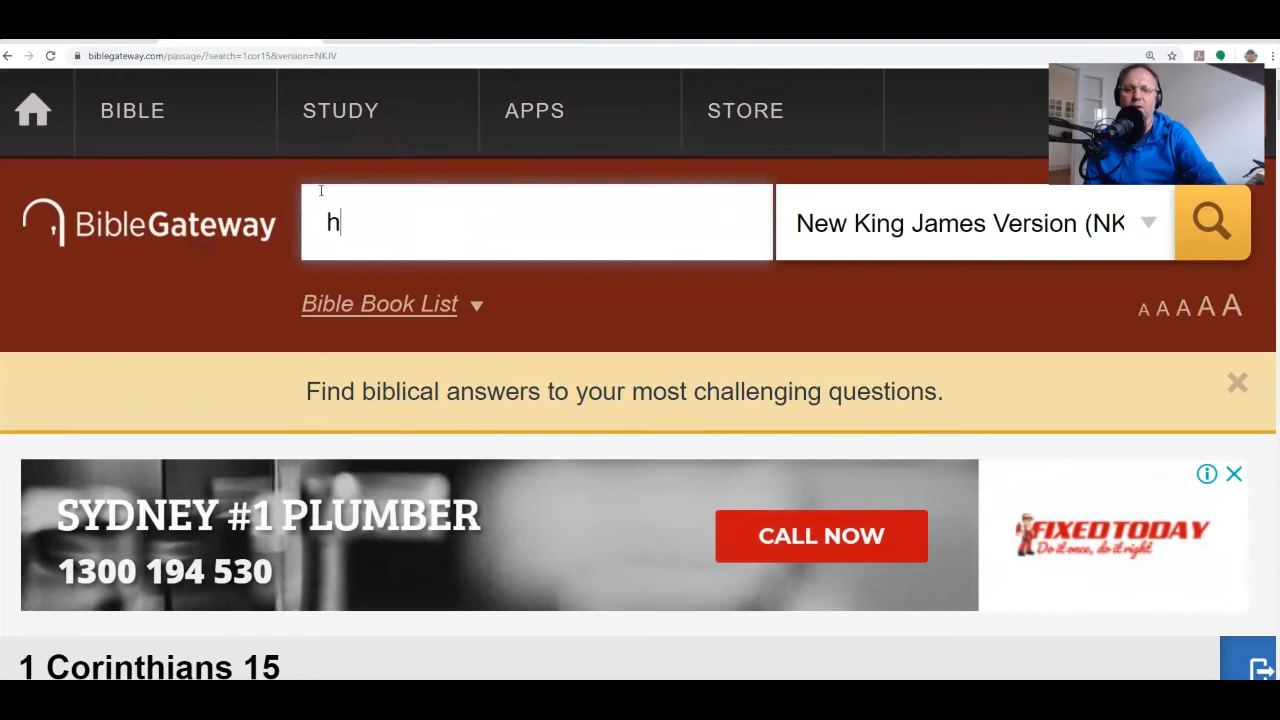 biblegateway.com/passage/?search=1cor15&version=NKJV
BIBLE
STUDY
APPS
STORE
BibleGateway
h
New King James Version (NK
Bible Book List
A A A A A
Find biblical answers to your most challenging questions.
SYDNEY #1 PLUMBER
1300 194 530
CALL NOW
FIXED TODAY
Do it once, do it right
1 Corinthians 15